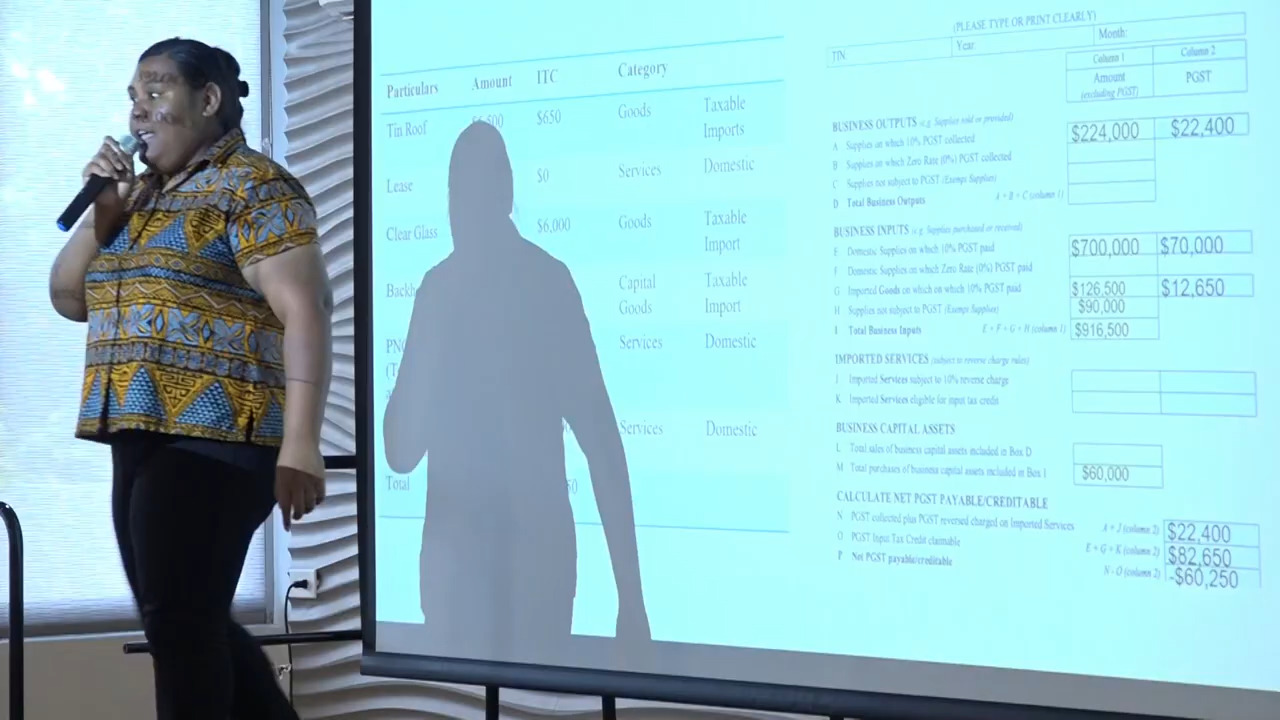 Particulars Amount ITC Category
Tin Roof $650 Goods Taxable
Imports
Lease $0 Services Domestic
Clear Glass $6,000 Goods Taxable
Import
Capital Taxable
Goods Import
Services Domestic
Services Domestic
Total
(PLEASE TYPE OR PRINT CLEARLY)
TIN: Year: Month:
Column 1 Column 2
Amount PGST
(excluding PGST)
BUSINESS OUTPUTS (e.g. Supplies sold or provided)
A Supplies on which 10% PGST collected $224,000 $22,400
B Supplies on which Zero Rate (0%) PGST collected
C Supplies not subject to PGST (Exempt Supplies)
D Total Business Outputs A + B + C (column 1)
BUSINESS INPUTS (e.g. Supplies purchased or received)
E Domestic Supplies on which 10% PGST paid $700,000 $70,000
F Domestic Supplies on which Zero Rate (0%) PGST paid
G Imported Goods on which on which 10% PGST paid $126,500 $12,650
H Supplies not subject to PGST (Exempt Supplies) $90,000
I Total Business Inputs E + F + G + H (column 1) $916,500
IMPORTED SERVICES (subject to reverse charge rules)
J Imported Services subject to 10% reverse charge
K Imported Services eligible for input tax credit
BUSINESS CAPITAL ASSETS
L Total sales of business capital assets included in Box D
M Total purchases of business capital assets included in Box I $60,000
CALCULATE NET PGST PAYABLE/CREDITABLE
N PGST collected plus PGST reversed charged on Imported Services A + J (column 2) $22,400
O PGST Input Tax Credit claimable E + G + K (column 2) $82,650
P Net PGST payable/creditable N - O (column 2) -$60,250